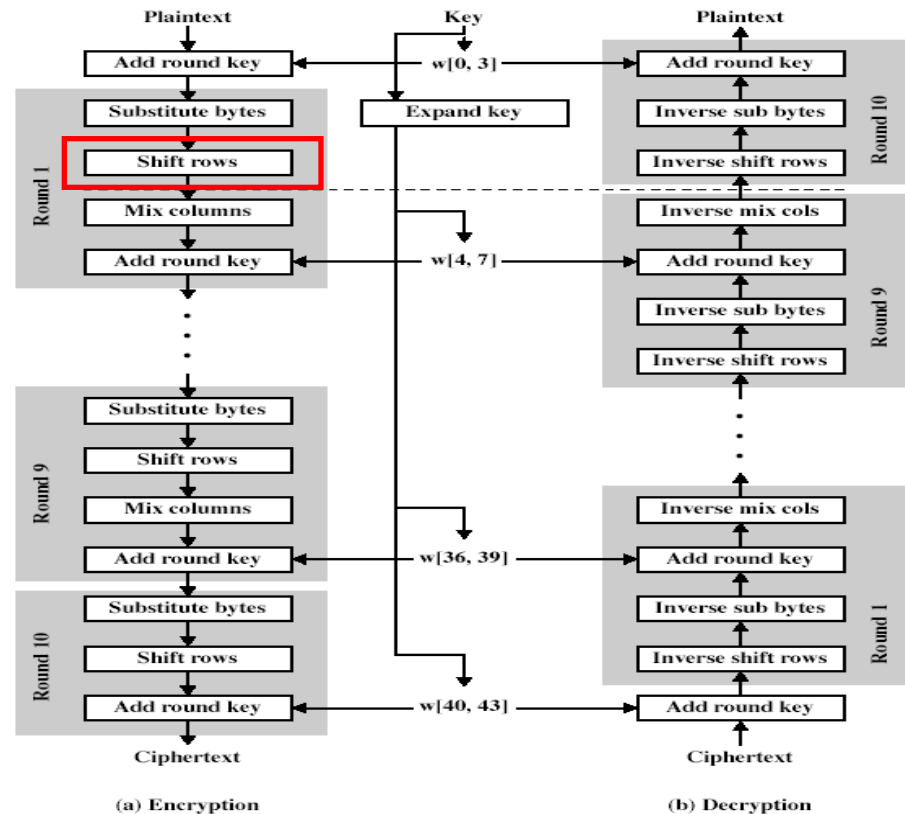 Plaintext
Add round key
Substitute bytes
Shift rows
Mix columns
Add round key
Round 1
Substitute bytes
Shift rows
Mix columns
Add round key
Round 9
Substitute bytes
Shift rows
Add round key
Round 10
Ciphertext
(a) Encryption
Key
w[0, 3]
Expand key
w[4, 7]
w[36, 39]
w[40, 43]
Plaintext
Add round key
Inverse sub bytes
Inverse shift rows
Round 10
Inverse mix cols
Add round key
Inverse sub bytes
Inverse shift rows
Round 9
Inverse mix cols
Add round key
Inverse sub bytes
Inverse shift rows
Round 1
Add round key
Ciphertext
(b) Decryption